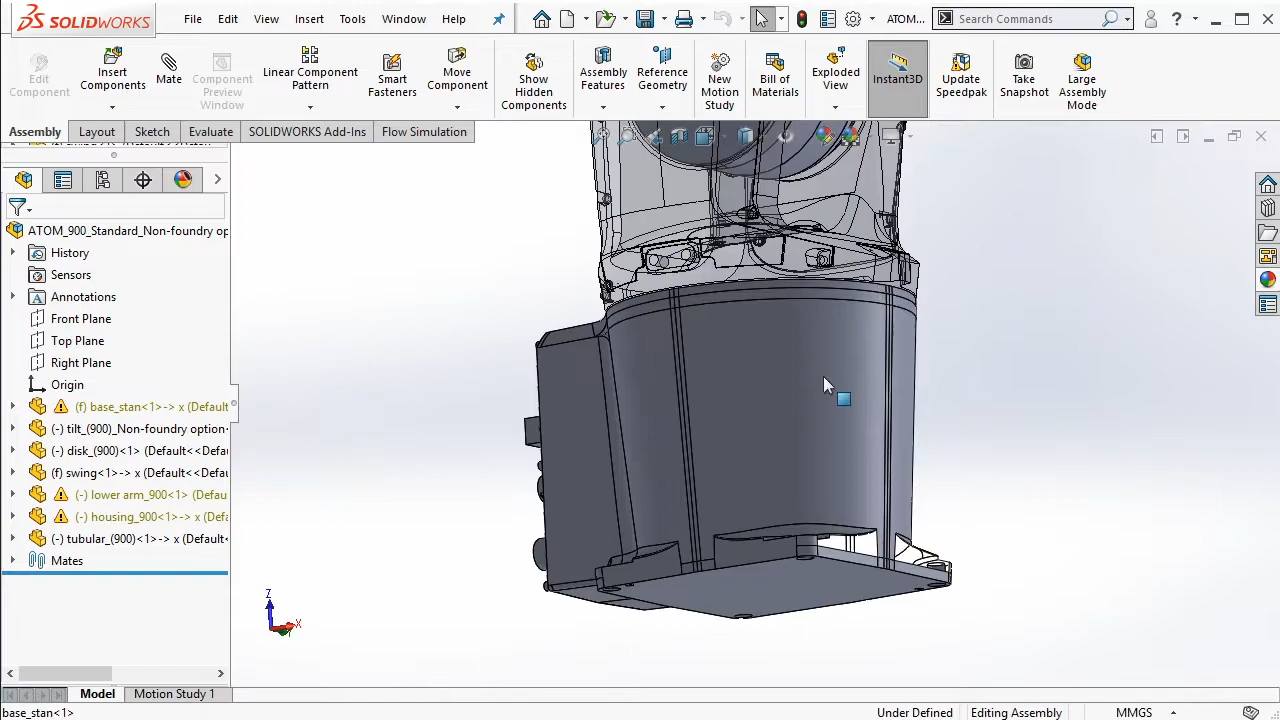 SOLIDWORKS
File Edit View Insert Tools Window Help
ATOM...
Search Commands
Edit Component
Insert Components
Mate
Component Preview Window
Linear Component Pattern
Smart Fasteners
Move Component
Show Hidden Components
Assembly Features
Reference Geometry
New Motion Study
Bill of Materials
Exploded View
Instant3D
Update Speedpak
Take Snapshot
Large Assembly Mode
Assembly Layout Sketch Evaluate SOLIDWORKS Add-Ins Flow Simulation
ATOM_900_Standard_Non-foundry op
History
Sensors
Annotations
Front Plane
Top Plane
Right Plane
Origin
(f) base_stan<1>-> x (Default
(-) tilt_(900)_Non-foundry option<
(-) disk_(900)<1> (Default<<Defa
(f) swing<1>-> x (Default<<Defau
(-) lower arm_900<1> (Defau
(-) housing_900<1>-> x (Defa
(-) tubular_(900)<1> (Default<
Mates
Z
X
Model Motion Study 1
base_stan<1>
Under Defined Editing Assembly MMGS